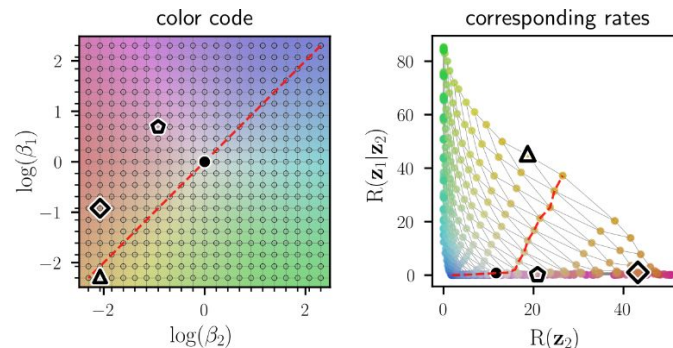 color code
log(β₁)
2
1
0
−1
−2
−2
0
2
log(β₂)
corresponding rates
R(𝐳₁|𝐳₂)
80
60
40
20
0
0
20
40
R(𝐳₂)